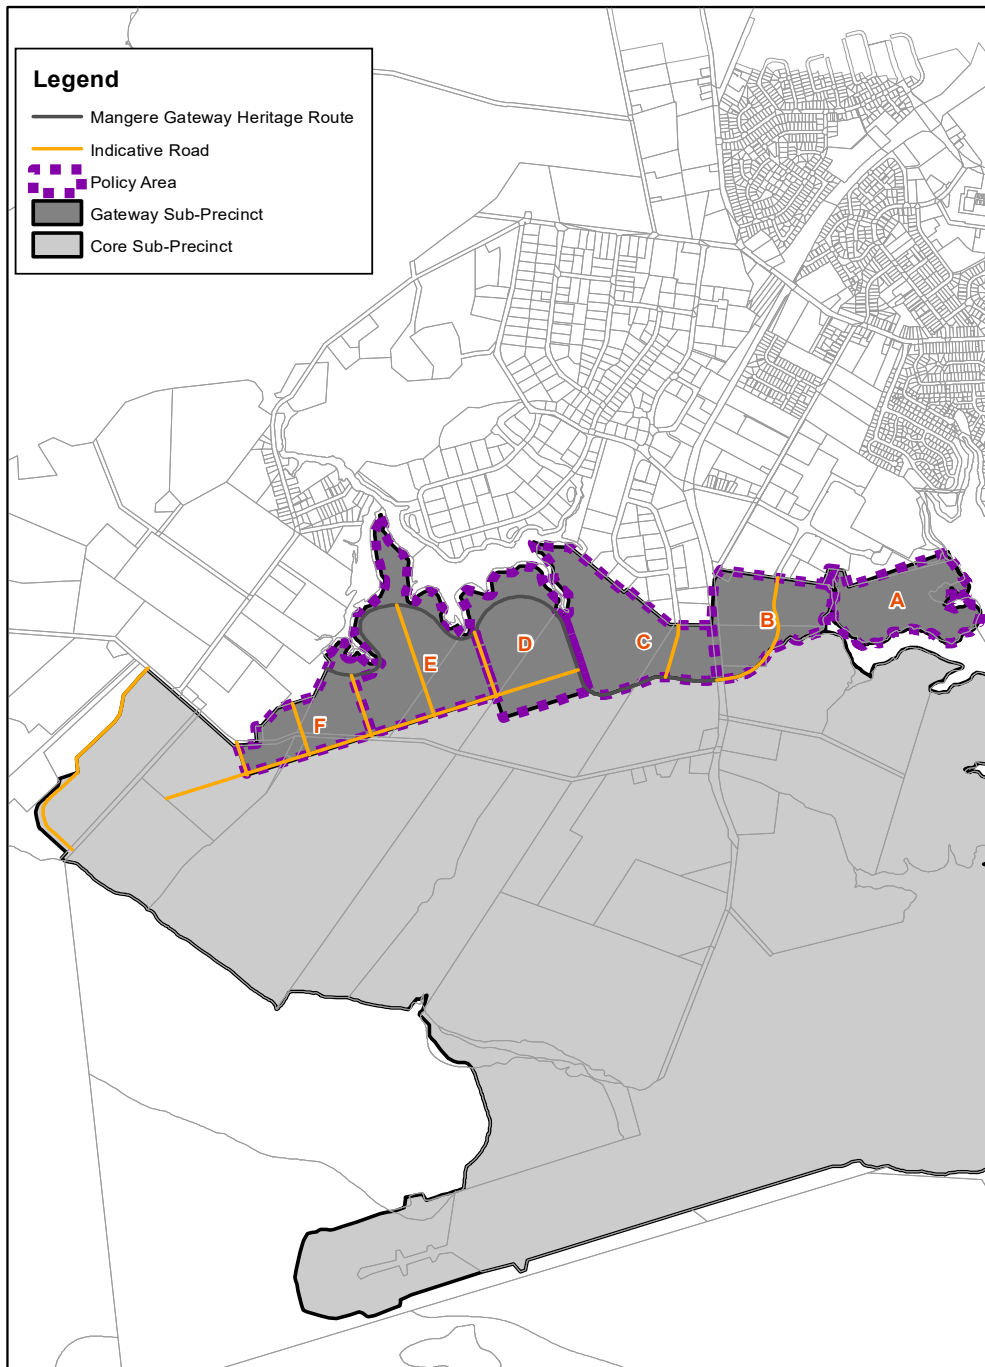 Legend
Mangere Gateway Heritage Route
Indicative Road
Policy Area
Gateway Sub-Precinct
Core Sub-Precinct
A
B
C
D
E
F